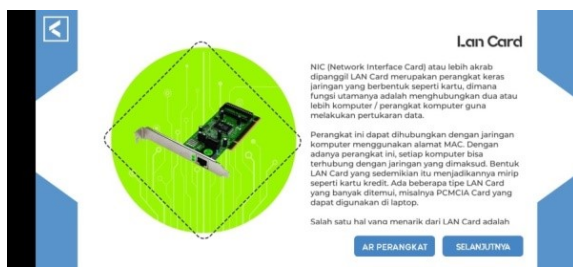 Lan Card
NIC (Network Interface Card) atau lebih akrab
dipanggil LAN Card merupakan perangkat keras
jaringan yang berbentuk seperti kartu, dimana
fungsi utamanya adalah menghubungkan dua atau
lebih komputer / perangkat komputer guna
melakukan pertukaran data.
Perangkat ini dapat dihubungkan dengan jaringan
komputer menggunakan alamat MAC. Dengan
adanya perangkat ini, setiap komputer bisa
terhubung dengan jaringan yang dimaksud. Bentuk
LAN Card yang sedemikian itu menjadikannya mirip
seperti kartu kredit. Ada beberapa tipe LAN Card
yang banyak ditemui, misalnya PCMCIA Card yang
dapat digunakan di laptop.
Salah satu hal yang menarik dari LAN Card adalah
AR PERANGKAT
SELANJUTNYA